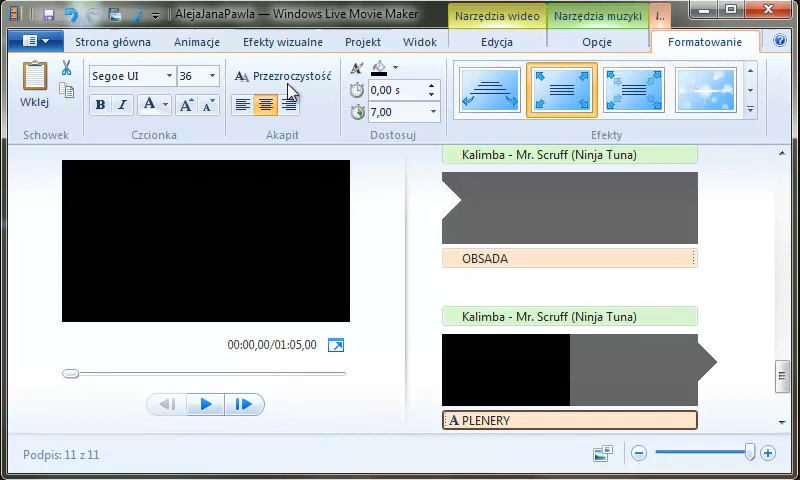 AlejaJanaPawla — Windows Live Movie Maker
Narzędzia wideo
Narzędzia muzyki
Strona główna
Animacje
Efekty wizualne
Projekt
Widok
Edycja
Opcje
Formatowanie
Wklej
Schowek
Segoe UI
36
B I A A A
Czcionka
Przezroczystość
Akapit
0,00 s
7,00
Dostosuj
Efekty
Kalimba - Mr. Scruff (Ninja Tuna)
OBSADA
Kalimba - Mr. Scruff (Ninja Tuna)
A PLENERY
00:00,00/01:05,00
Podpis: 11 z 11